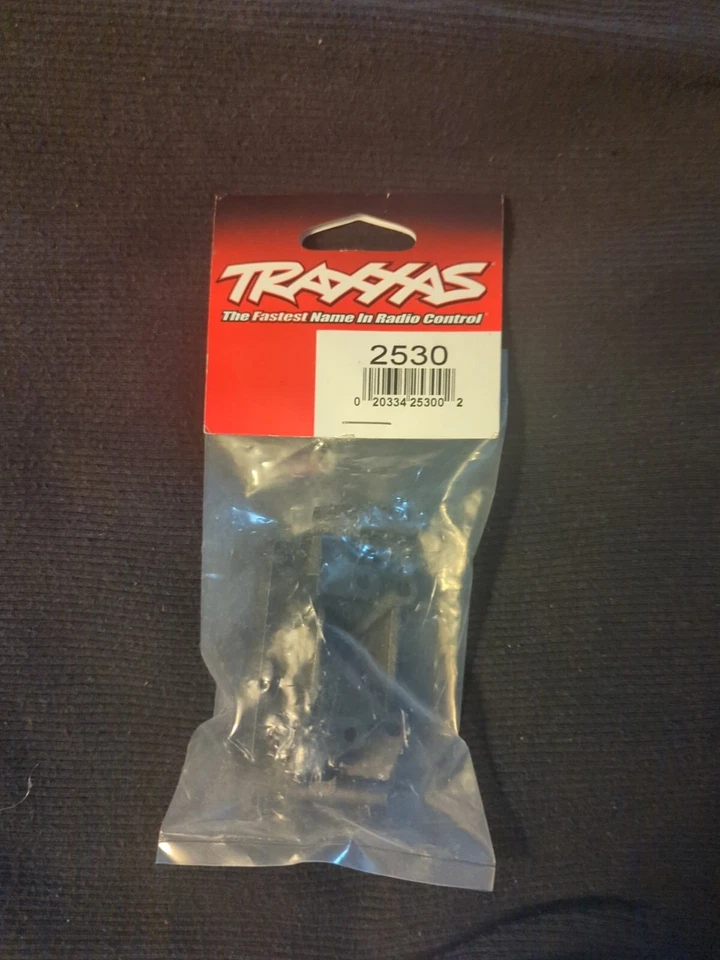 TRAXXAS
The Fastest Name In Radio Control
2530
0 20334 25300 2